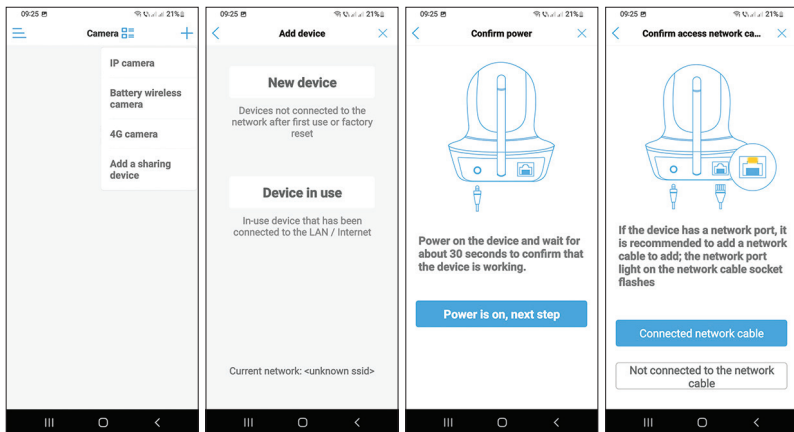 09:25
21%
Camera
IP camera
Battery wireless
camera
4G camera
Add a sharing
device
09:25
21%
Add device
New device
Devices not connected to the
network after first use or factory
reset
Device in use
In-use device that has been
connected to the LAN / Internet
Current network: <unknown ssid>
09:25
21%
Confirm power
Power on the device and wait for
about 30 seconds to confirm that
the device is working.
Power is on, next step
09:25
21%
Confirm access network ca...
If the device has a network port, it
is recommended to add a network
cable to add; the network port
light on the network cable socket
flashes
Connected network cable
Not connected to the network
cable